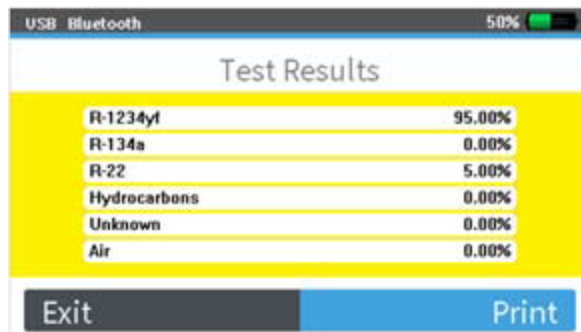 USB Bluetooth 50%
Test Results
R-1234yf 95.00%
R-134a 0.00%
R-22 5.00%
Hydrocarbons 0.00%
Unknown 0.00%
Air 0.00%
Exit Print